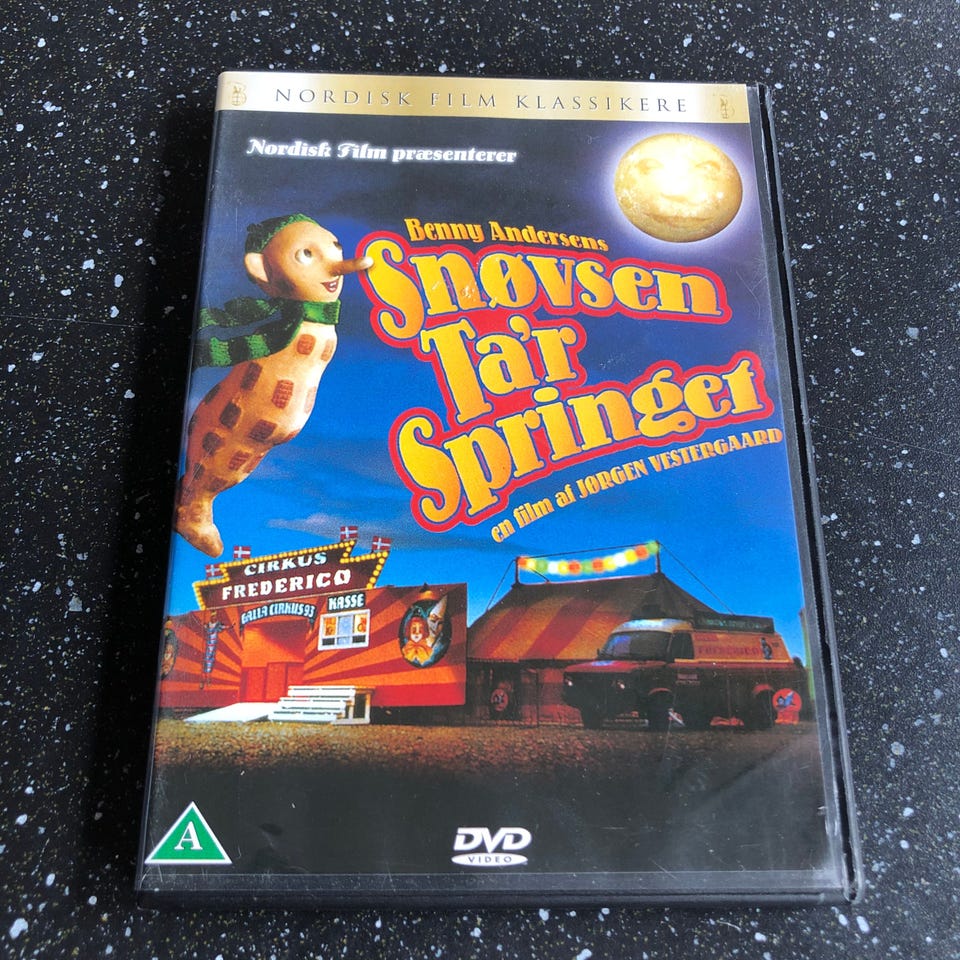 NORDISK FILM KLASSIKERE
Nordisk Film præsenterer
Benny Andersens
Snøvsen
Ta'r
Springet
en film af JØRGEN VESTERGAARD
CIRKUS
FREDERICO
GALLA CIRKUS 93
KASSE
FREDERICO
A
DVD
VIDEO